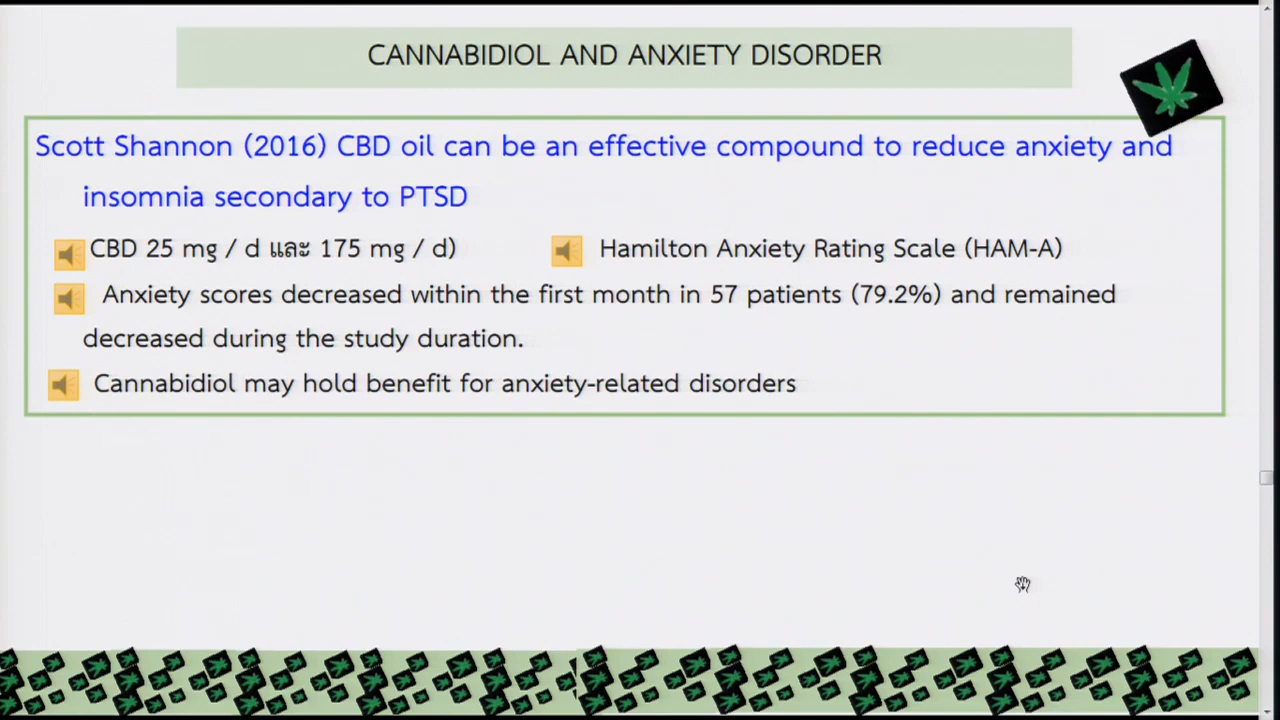 CANNABIDIOL AND ANXIETY DISORDER
Scott Shannon (2016) CBD oil can be an effective compound to reduce anxiety and
insomnia secondary to PTSD
CBD 25 mg / d และ 175 mg / d) Hamilton Anxiety Rating Scale (HAM-A)
Anxiety scores decreased within the first month in 57 patients (79.2%) and remained
decreased during the study duration.
Cannabidiol may hold benefit for anxiety-related disorders